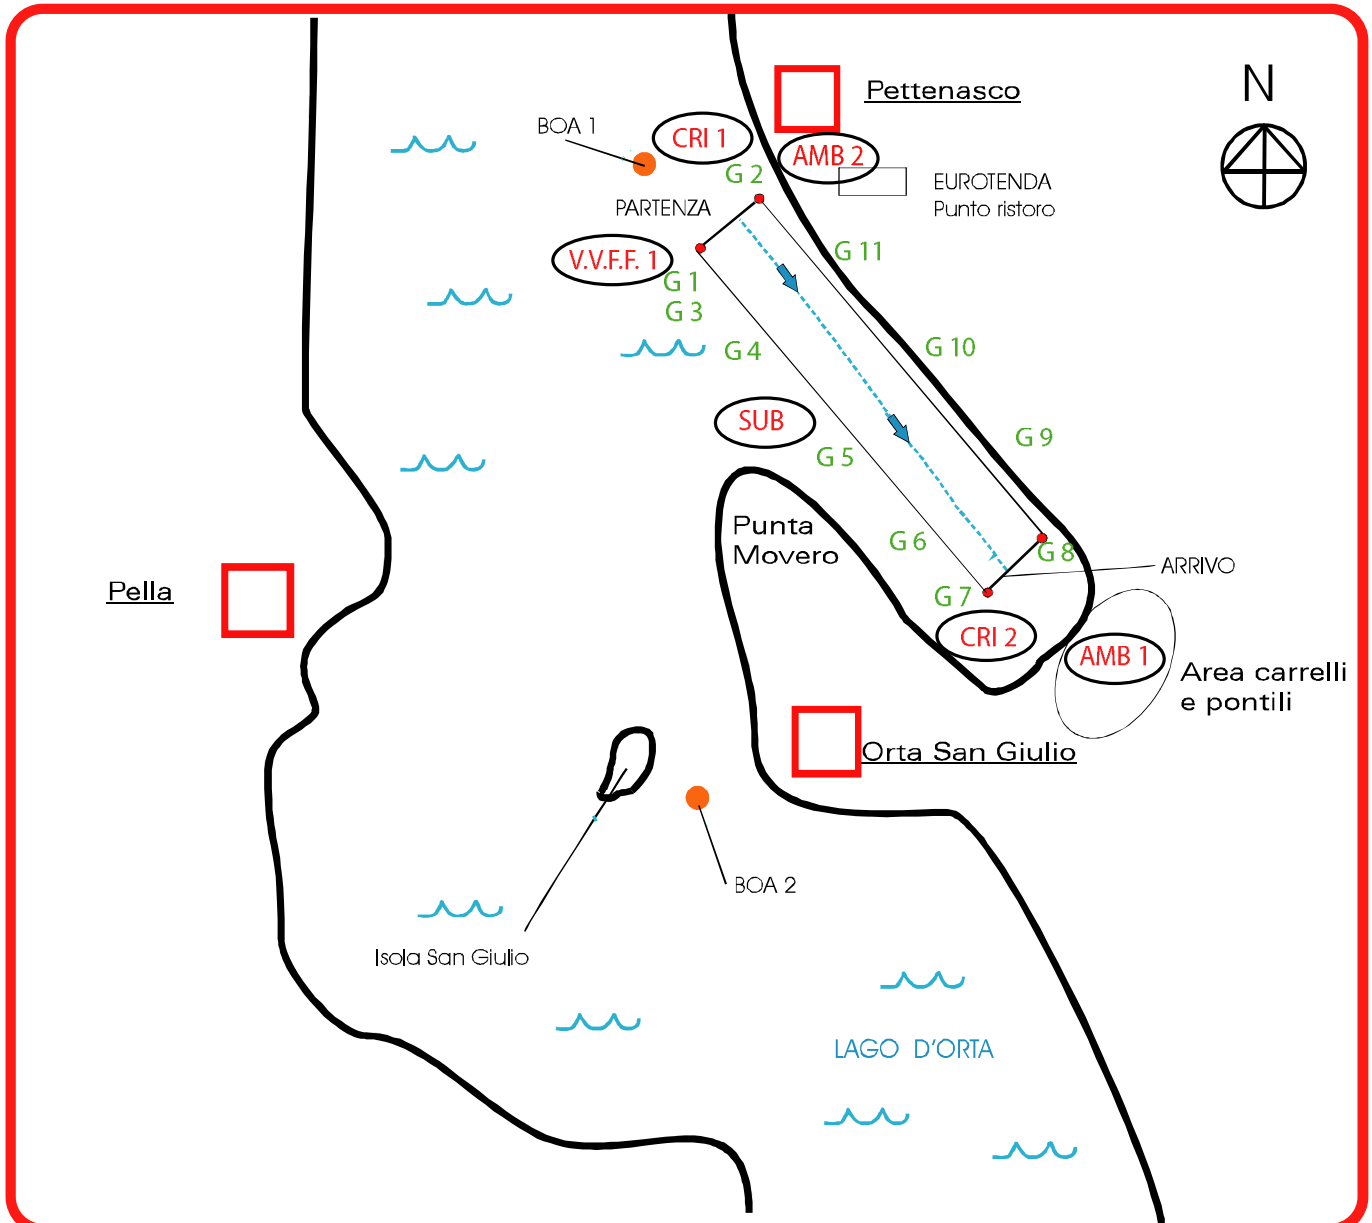 N
Pettenasco
BOA 1
CRI 1
AMB 2
G 2
EUROTENDA
Punto ristoro
PARTENZA
V.V.F.F. 1
G 11
G 1
G 3
G 4
G 10
SUB
G 9
G 5
Punta
Movero
G 6
G 8
ARRIVO
Pella
G 7
CRI 2
AMB 1
Area carrelli
e pontili
Orta San Giulio
BOA 2
Isola San Giulio
LAGO D'ORTA